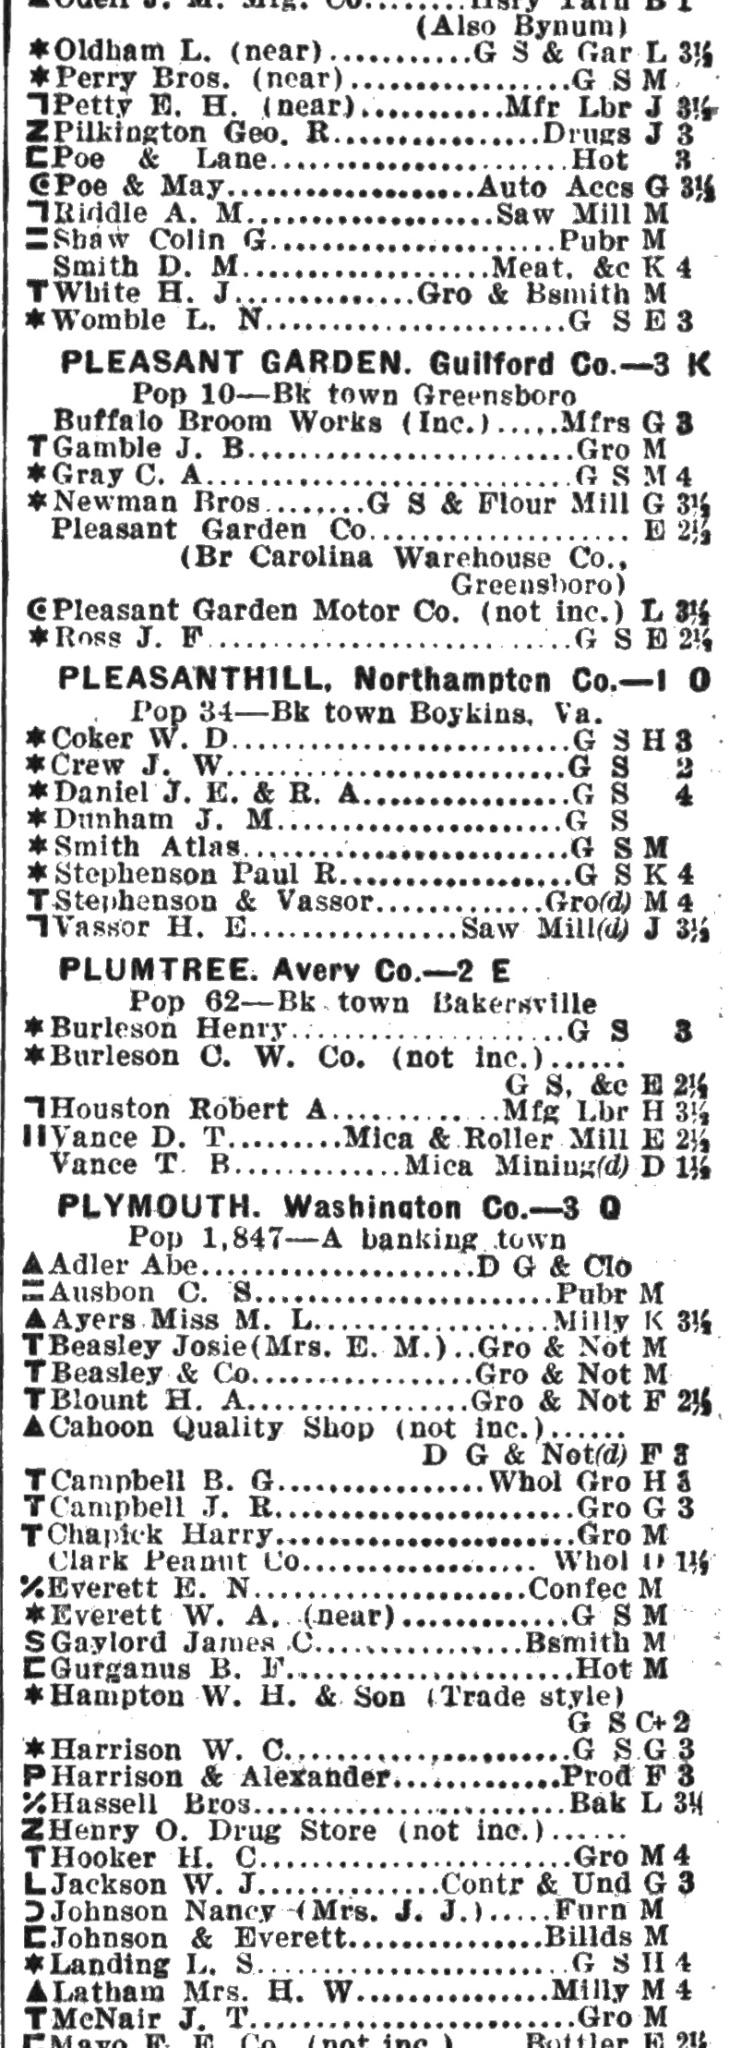 ▲Odell J. M. Mfg. Co........Hsry Yarn B 1
(Also Bynum)
*Oldham L. (near)...........G S & Gar L 3½
*Perry Bros. (near)................G S M
ㄱPetty E. H. (near)...........Mfr Lbr J 3½
ZPilkington Geo. R...............Drugs J 3
⊏Poe & Lane.......................Hot 3
₢Poe & May..................Auto Accs G 3½
ㄱRiddle A. M..................Saw Mill M
=Shaw Colin G.....................Pubr M
Smith D. M..................Meat, &c K 4
TWhite H. J.............Gro & Bsmith M
*Womble L. N......................G S E 3
PLEASANT GARDEN. Guilford Co.—3 K
Pop 10—Bk town Greensboro
Buffalo Broom Works (Inc.).....Mfrs G 3
TGamble J. B........................Gro M
*Gray C. A...........................G S M 4
*Newman Bros........G S & Flour Mill G 3½
Pleasant Garden Co................... E 2½
(Br Carolina Warehouse Co.,
Greensboro)
₢Pleasant Garden Motor Co. (not inc.) L 3½
*Ross J. F...........................G S E 2½
PLEASANTHILL, Northampton Co.—1 O
Pop 34—Bk town Boykins, Va.
*Coker W. D..........................G S H 3
*Crew J. W..........................G S 2
*Daniel J. E. & R. A................G S 4
*Dunham J. M......................G S
*Smith Atlas.........................G S M
*Stephenson Paul R..................G S K 4
TStephenson & Vassor.............Gro(d) M 4
ㄱVassor H. E................Saw Mill(d) J 3½
PLUMTREE. Avery Co.—2 E
Pop 62—Bk town Bakersville
*Burleson Henry.....................G S 3
*Burleson C. W. Co. (not inc.)......
G S, &c E 2½
ㄱHouston Robert A.............Mfg Lbr H 3½
IIVance D. T.........Mica & Roller Mill E 2½
Vance T. B.............Mica Mining(d) D 1½
PLYMOUTH. Washington Co.—3 Q
Pop 1,847—A banking town
▲Adler Abe.....................D G & Clo
=Ausbon C. S.......................Pubr M
▲Ayers Miss M. L..................Milly K 3½
TBeasley Josie(Mrs. E. M.)..Gro & Not M
TBeasley & Co.................Gro & Not M
TBlount H. A.................Gro & Not F 2½
▲Cahoon Quality Shop (not inc.)......
D G & Not(d) F 3
TCampbell B. G................Whol Gro H 3
TCampbell J. R.......................Gro G 3
TChapick Harry.......................Gro M
Clark Peanut Co................. Whol D 1½
٪Everett E. N.....................Confec M
*Everett W. A. (near).............G S M
SGaylord James C................Bsmith M
⊏Gurganus B. F......................Hot M
*Hampton W. H. & Son (Trade style)
G S C+ 2
*Harrison W. C......................G S G 3
PHarrison & Alexander.............Prod F 3
٪Hassell Bros........................Bak L 3¼
ZHenry O. Drug Store (not inc.)......
THooker H. C........................Gro M 4
LJackson W. J..............Contr & Und G 3
ↃJohnson Nancy (Mrs. J. J.).....Furn M
⊏Johnson & Everett...............Billds M
*Landing L. S.......................G S H 4
▲Latham Mrs. H. W...............Milly M 4
TMcNair J. T.........................Gro M
⊏Mayo F. E. Co. (not inc.)......Bottler E 2½